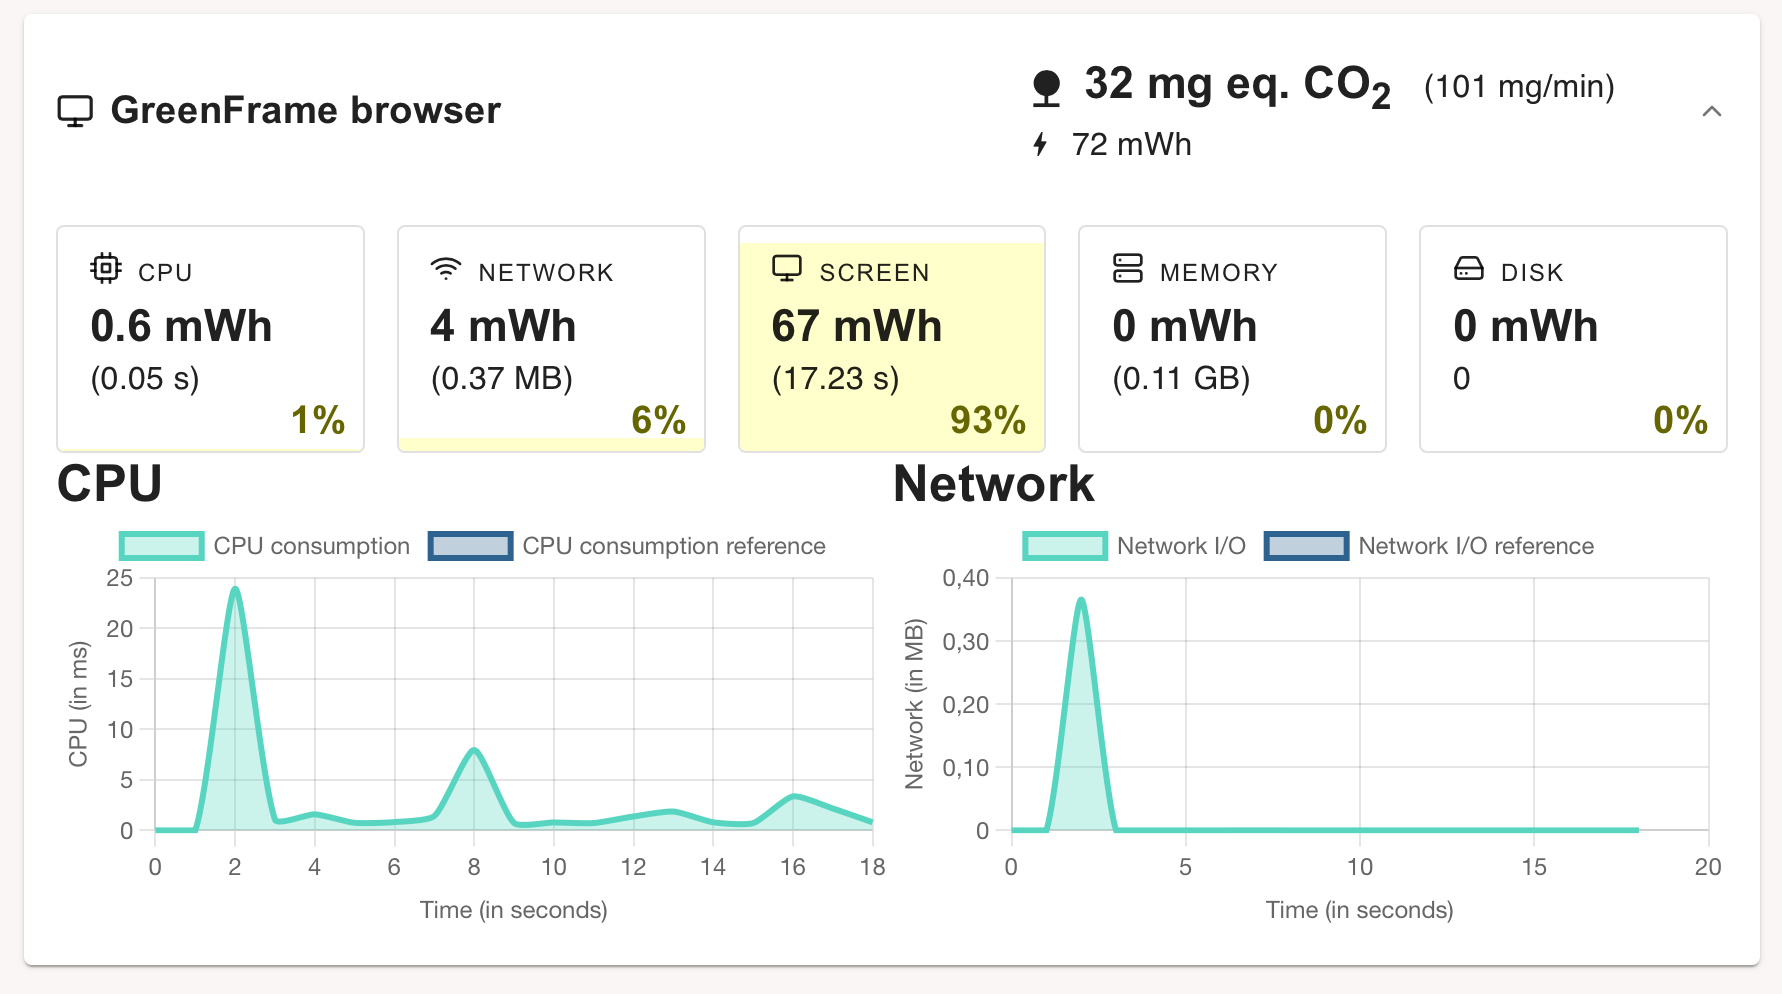 GreenFrame browser
32 mg eq. CO2 (101 mg/min)
72 mWh
CPU
0.6 mWh
(0.05 s)
1%
NETWORK
4 mWh
(0.37 MB)
6%
SCREEN
67 mWh
(17.23 s)
93%
MEMORY
0 mWh
(0.11 GB)
0%
DISK
0 mWh
0
0%
CPU
CPU consumption CPU consumption reference
25
20
15
10
5
0
CPU (in ms)
0 2 4 6 8 10 12 14 16 18
Time (in seconds)
Network
Network I/O Network I/O reference
0,40
0,30
0,20
0,10
0
Network (in MB)
0 5 10 15 20
Time (in seconds)